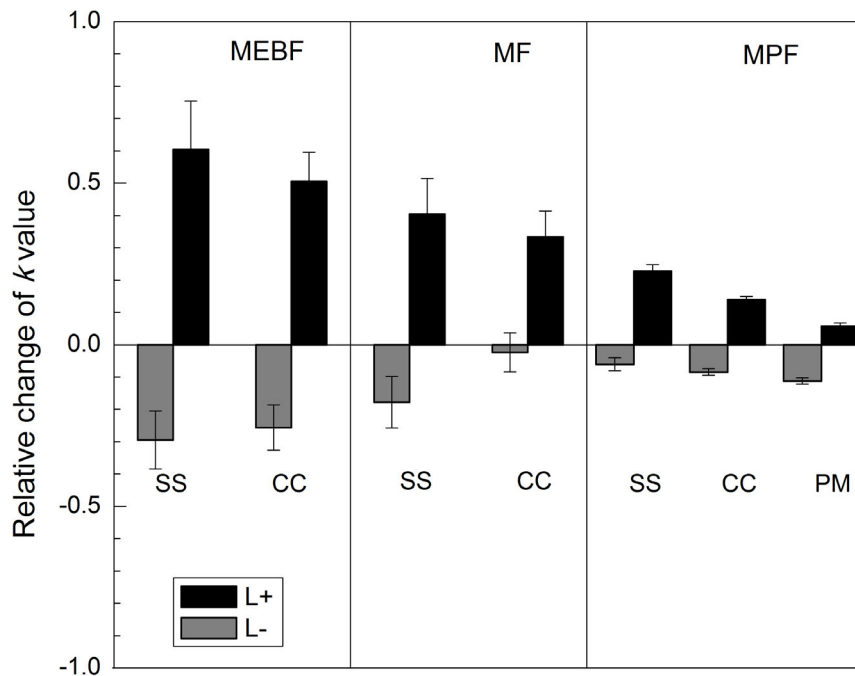 Relative change of k value
1.0
0.5
0.0
-0.5
-1.0
MEBF
MF
MPF
SS
CC
SS
CC
SS
CC
PM
L+
L-